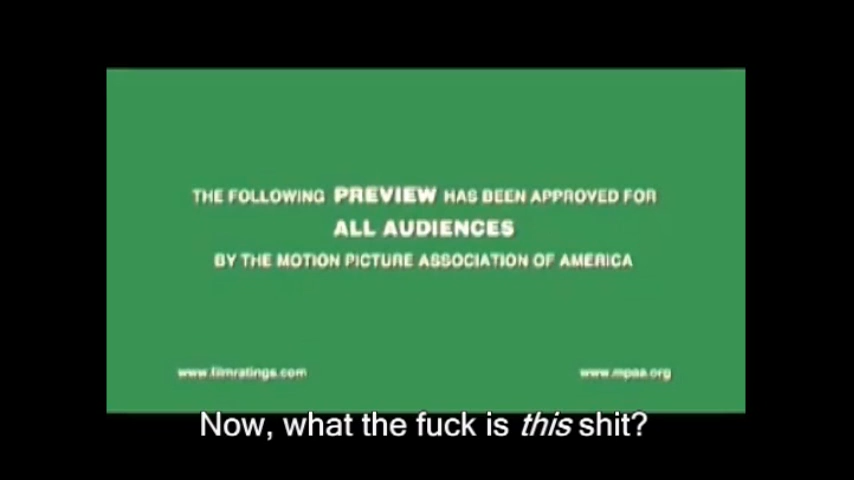 THE FOLLOWING PREVIEW HAS BEEN APPROVED FOR
ALL AUDIENCES
BY THE MOTION PICTURE ASSOCIATION OF AMERICA
www.filmratings.com
www.mpaa.org
Now, what the fuck is this shit?